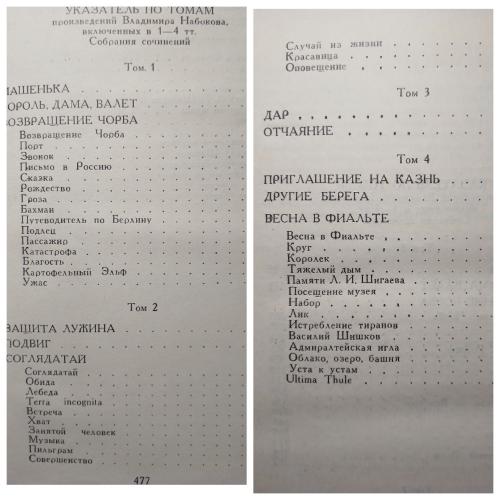 УКАЗАТЕЛЬ ПО ТОМАМ
произведений Владимира Набокова,
включенных в 1—4 тт.
Собрания сочинений
Том. 1
МАШЕНЬКА
КОРОЛЬ, ДАМА, ВАЛЕТ
ВОЗВРАЩЕНИЕ ЧОРБА
Возвращение Чорба
Порт
Звонок
Письмо в Россию
Сказка
Рождество
Гроза
Бахман
Путеводитель по Берлину
Подлец
Пассажир
Катастрофа
Благость
Картофельный Эльф
Ужас
Том 2
ЗАЩИТА ЛУЖИНА
ПОДВИГ
СОГЛЯДАТАЙ
Соглядатай
Обида
Лебеда
Terra incognita
Встреча
Хват
Занятой человек
Музыка
Пильграм
Совершенство
477
Случай из жизни
Красавица
Оповещение
Том 3
ДАР
ОТЧАЯНИЕ
Том 4
ПРИГЛАШЕНИЕ НА КАЗНЬ
ДРУГИЕ БЕРЕГА
ВЕСНА В ФИАЛЬТЕ
Весна в Фиальте
Круг
Королек
Тяжелый дым
Памяти Л. И. Шигаева
Посещение музея
Набор
Лик
Истребление тиранов
Василий Шишков
Адмиралтейская игла
Облако, озеро, башня
Уста к устам
Ultima Thule